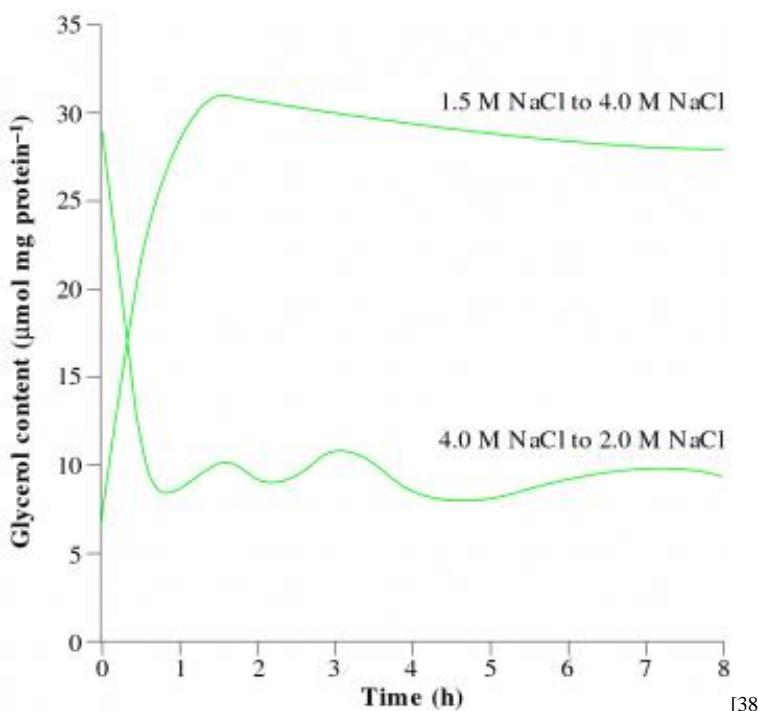 35
30
25
20
15
10
5
0
Glycerol content (μmol mg protein⁻¹)
1.5 M NaCl to 4.0 M NaCl
4.0 M NaCl to 2.0 M NaCl
0 1 2 3 4 5 6 7 8
Time (h)
[38